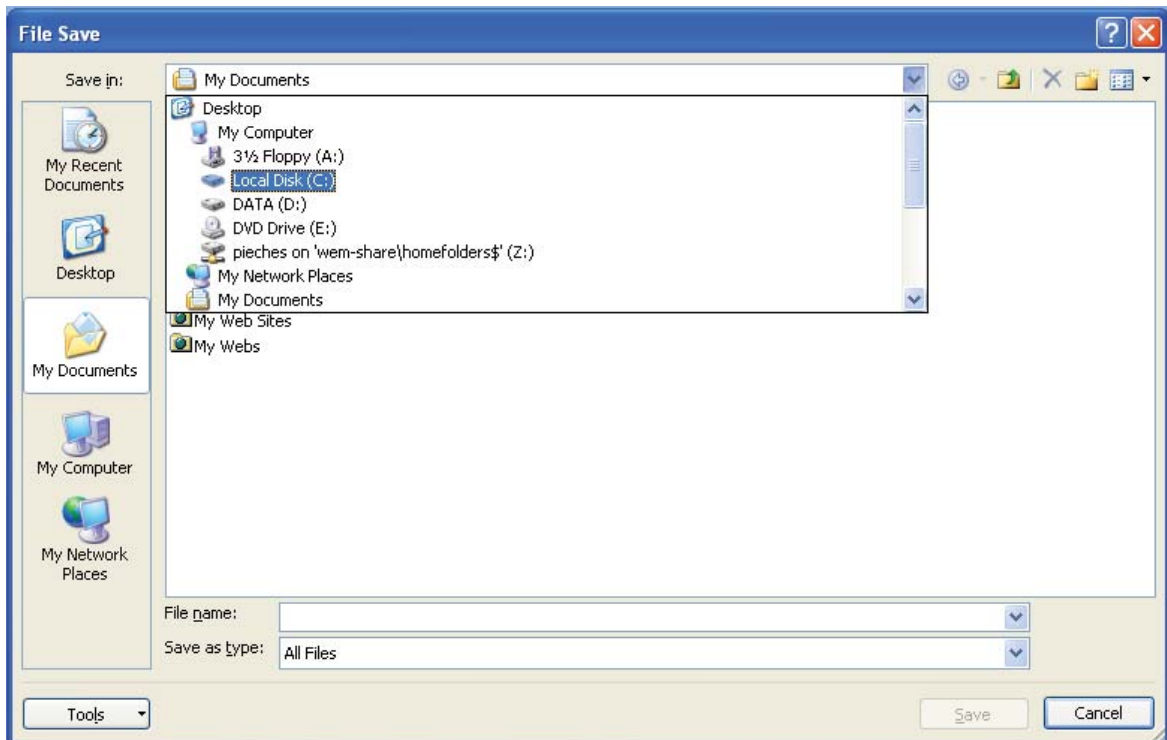 File Save
Save in:
My Documents
Desktop
My Computer
3½ Floppy (A:)
Local Disk (C:)
DATA (D:)
DVD Drive (E:)
pieches on 'wem-share\homefolders$' (Z:)
My Network Places
My Documents
My Web Sites
My Webs
My Recent
Documents
Desktop
My Documents
My Computer
My Network
Places
File name:
Save as type:
All Files
Tools
Save
Cancel